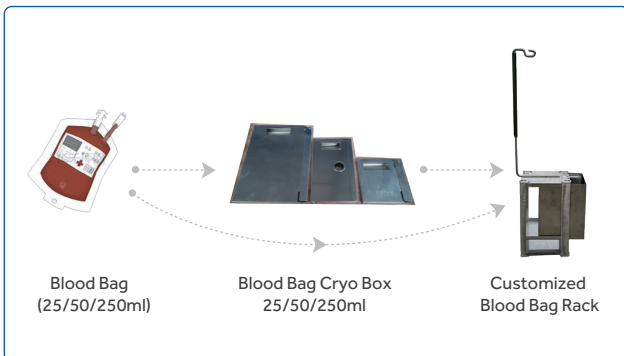 Blood Bag
(25/50/250ml)
Blood Bag Cryo Box
25/50/250ml
Customized
Blood Bag Rack